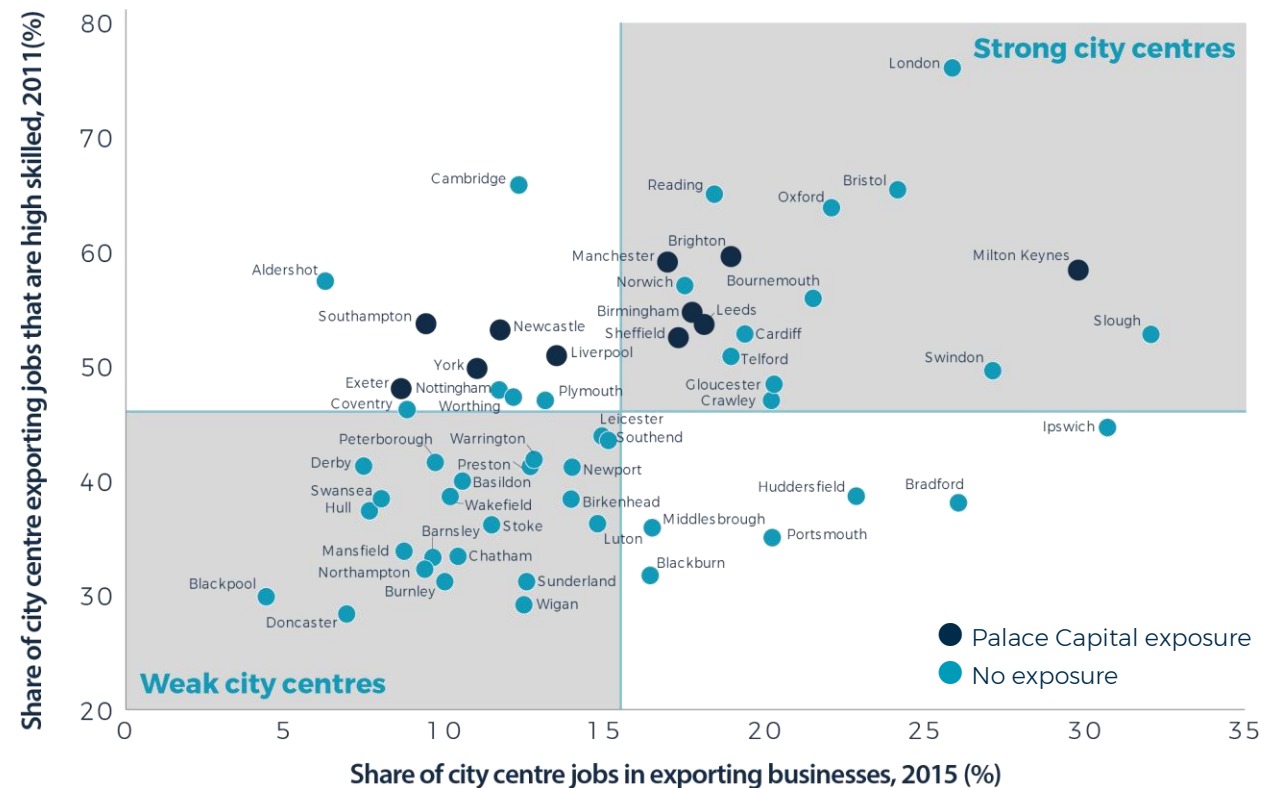 Share of city centre exporting jobs that are high skilled, 2011(%)
80
70
60
50
40
30
20
Strong city centres
London
Cambridge
Reading
Bristol
Oxford
Brighton
Manchester
Milton Keynes
Aldershot
Norwich
Bournemouth
Southampton
Birmingham
Leeds
Newcastle
Sheffield
Cardiff
Slough
Liverpool
York
Telford
Swindon
Exeter
Nottingham
Plymouth
Gloucester
Coventry
Worthing
Crawley
Leicester
Ipswich
Peterborough
Warrington
Southend
Derby
Preston
Newport
Basildon
Swansea
Huddersfield
Bradford
Hull
Wakefield
Birkenhead
Barnsley
Stoke
Middlesbrough
Luton
Portsmouth
Mansfield
Chatham
Northampton
Blackburn
Blackpool
Burnley
Sunderland
Doncaster
Wigan
Palace Capital exposure
No exposure
Weak city centres
0 5 10 15 20 25 30 35
Share of city centre jobs in exporting businesses, 2015 (%)